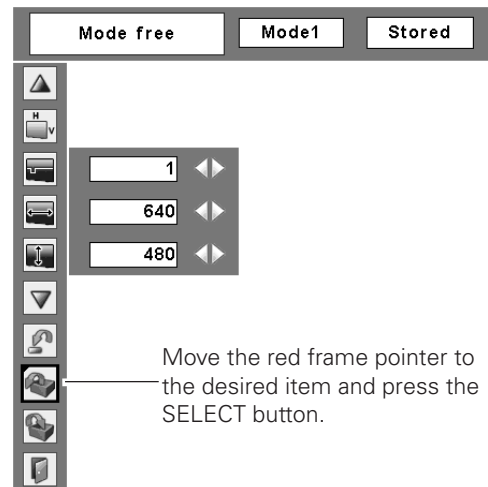 Mode free Mode1 Stored
H
V
1
640
480
Move the red frame pointer to
the desired item and press the
SELECT button.